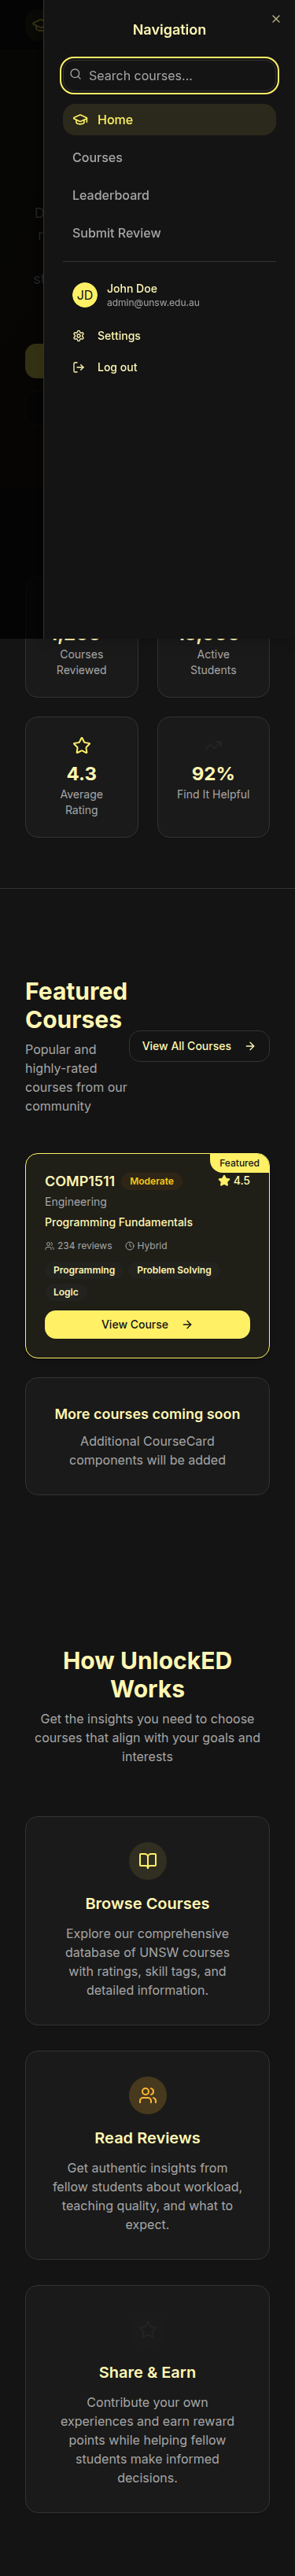 Navigation
Search courses...
Home
Courses
Leaderboard
Submit Review
JD
John Doe
admin@unsw.edu.au
Settings
Log out
Courses
Reviewed
Active
Students
4.3
Average
Rating
92%
Find It Helpful
Featured
Courses
Popular and
highly-rated
courses from our
community
View All Courses
Featured
COMP1511
Moderate
4.5
Engineering
Programming Fundamentals
234 reviews
Hybrid
Programming
Problem Solving
Logic
View Course
More courses coming soon
Additional CourseCard
components will be added
How UnlockED
Works
Get the insights you need to choose
courses that align with your goals and
interests
Browse Courses
Explore our comprehensive
database of UNSW courses
with ratings, skill tags, and
detailed information.
Read Reviews
Get authentic insights from
fellow students about workload,
teaching quality, and what to
expect.
Share & Earn
Contribute your own
experiences and earn reward
points while helping fellow
students make informed
decisions.